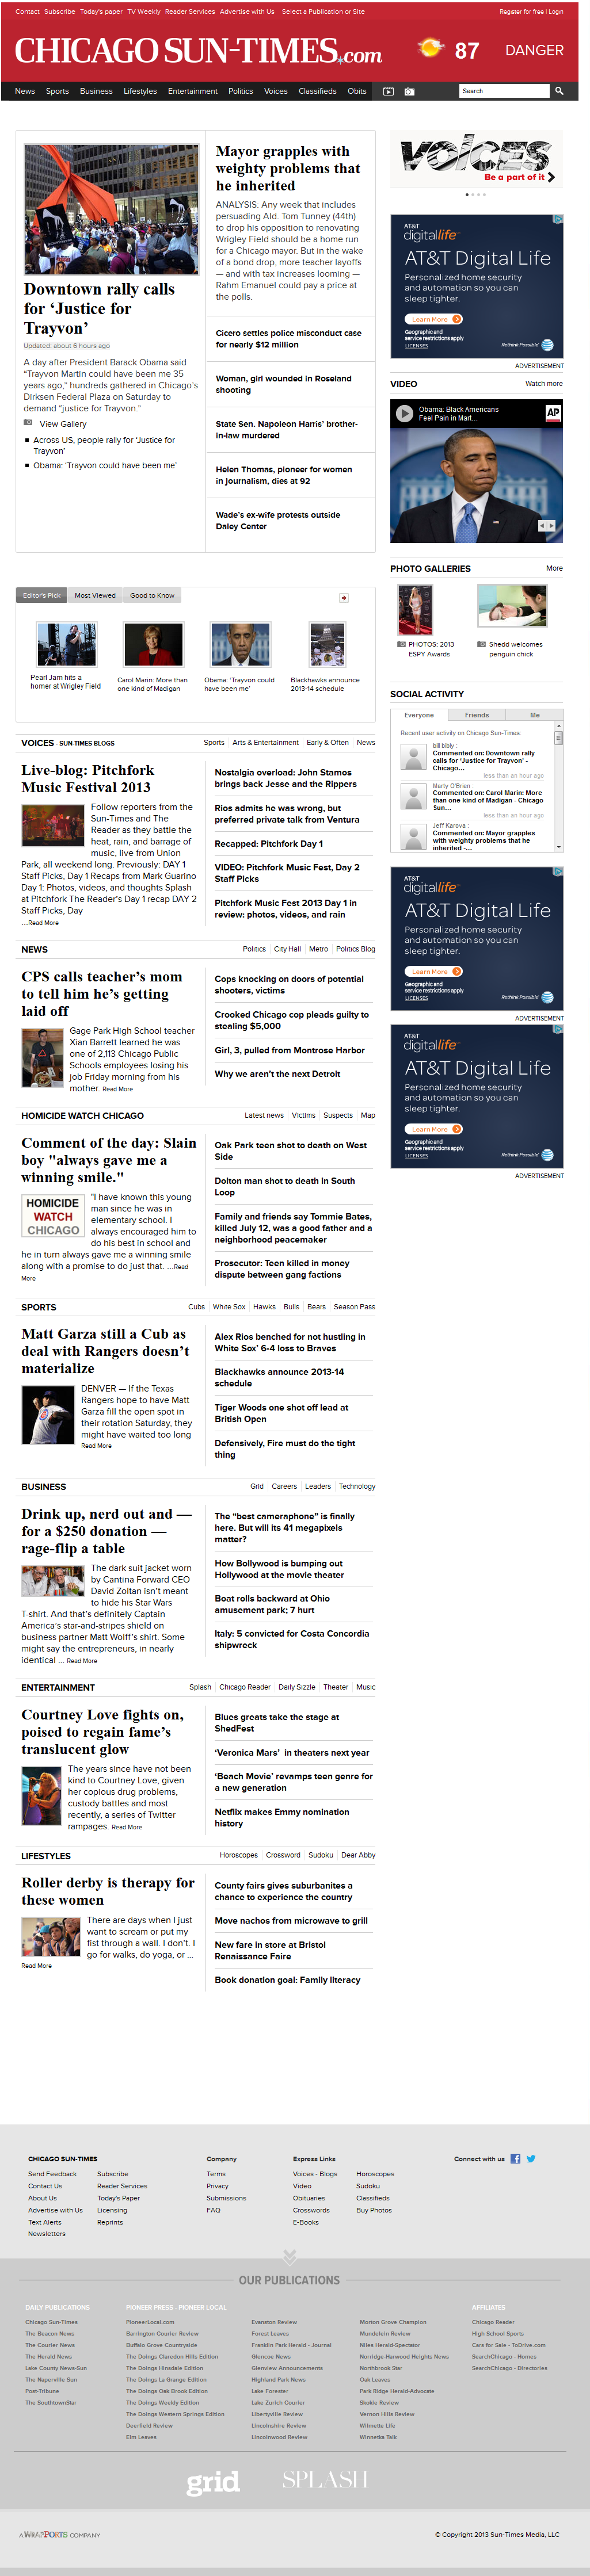 Contact Subscribe Today's paper TV Weekly Reader Services Advertise with Us Select a Publication or Site
Register for free | Login
CHICAGO SUN-TIMES.com
87
DANGER
News Sports Business Lifestyles Entertainment Politics Voices Classifieds Obits
Search
Downtown rally calls
for ‘Justice for
Trayvon’
Updated: about 6 hours ago
A day after President Barack Obama said
“Trayvon Martin could have been me 35
years ago,” hundreds gathered in Chicago’s
Dirksen Federal Plaza on Saturday to
demand “justice for Trayvon.”
View Gallery
Across US, people rally for ‘Justice for
Trayvon’
Obama: ‘Trayvon could have been me’
Mayor grapples with
weighty problems that
he inherited
ANALYSIS: Any week that includes
persuading Ald. Tom Tunney (44th)
to drop his opposition to renovating
Wrigley Field should be a home run
for a Chicago mayor. But in the wake
of a bond drop, more teacher layoffs
— and with tax increases looming —
Rahm Emanuel could pay a price at
the polls.
Cicero settles police misconduct case
for nearly $12 million
Woman, girl wounded in Roseland
shooting
State Sen. Napoleon Harris’ brother-
in-law murdered
Helen Thomas, pioneer for women
in journalism, dies at 92
Wade’s ex-wife protests outside
Daley Center
VOICES
Be a part of it
AT&T
digitallife
AT&T Digital Life
Personalized home security
and automation so you can
sleep tighter.
Learn More
Geographic and
service restrictions apply
LICENSES
Rethink Possible
AT&T
ADVERTISEMENT
VIDEO
Watch more
Obama: Black Americans
Feel Pain in Mart...
AP
PHOTO GALLERIES
More
PHOTOS: 2013
ESPY Awards
Shedd welcomes
penguin chick
Editor's Pick
Most Viewed
Good to Know
Pearl Jam hits a
homer at Wrigley Field
Carol Marin: More than
one kind of Madigan
Obama: ‘Trayvon could
have been me’
Blackhawks announce
2013-14 schedule
SOCIAL ACTIVITY
Everyone
Friends
Me
Recent user activity on Chicago Sun-Times:
bill bibly :
Commented on: Downtown rally
calls for ‘Justice for Trayvon’ -
Chicago...
less than an hour ago
Marty O'Brien :
Commented on: Carol Marin: More
than one kind of Madigan - Chicago
Sun...
less than an hour ago
Jeff Karova :
Commented on: Mayor grapples
with weighty problems that he
inherited -...
VOICES - SUN-TIMES BLOGS
Sports Arts & Entertainment Early & Often News
Live-blog: Pitchfork
Music Festival 2013
Follow reporters from the
Sun-Times and The
Reader as they battle the
heat, rain, and barrage of
music, live from Union
Park, all weekend long. Previously: DAY 1
Staff Picks, Day 1 Recaps from Mark Guarino
Day 1: Photos, videos, and thoughts Splash
at Pitchfork The Reader's Day 1 recap DAY 2
Staff Picks, Day
...Read More
Nostalgia overload: John Stamos
brings back Jesse and the Rippers
Rios admits he was wrong, but
preferred private talk from Ventura
Recapped: Pitchfork Day 1
VIDEO: Pitchfork Music Fest, Day 2
Staff Picks
Pitchfork Music Fest 2013 Day 1 in
review: photos, videos, and rain
AT&T
digitallife
AT&T Digital Life
Personalized home security
and automation so you can
sleep tighter.
Learn More
Geographic and
service restrictions apply
LICENSES
Rethink Possible
AT&T
ADVERTISEMENT
NEWS
Politics City Hall Metro Politics Blog
CPS calls teacher’s mom
to tell him he’s getting
laid off
Gage Park High School teacher
Xian Barrett learned he was
one of 2,113 Chicago Public
Schools employees losing his
job Friday morning from his
mother. Read More
Cops knocking on doors of potential
shooters, victims
Crooked Chicago cop pleads guilty to
stealing $5,000
Girl, 3, pulled from Montrose Harbor
Why we aren’t the next Detroit
AT&T
digitallife
AT&T Digital Life
Personalized home security
and automation so you can
sleep tighter.
Learn More
Geographic and
service restrictions apply
LICENSES
Rethink Possible
AT&T
ADVERTISEMENT
HOMICIDE WATCH CHICAGO
Latest news Victims Suspects Map
Comment of the day: Slain
boy "always gave me a
winning smile."
HOMICIDE
WATCH
CHICAGO
"I have known this young
man since he was in
elementary school. I
always encouraged him to
do his best in school and
he in turn always gave me a winning smile
along with a promise to do just that. ...Read
More
Oak Park teen shot to death on West
Side
Dolton man shot to death in South
Loop
Family and friends say Tommie Bates,
killed July 12, was a good father and a
neighborhood peacemaker
Prosecutor: Teen killed in money
dispute between gang factions
SPORTS
Cubs White Sox Hawks Bulls Bears Season Pass
Matt Garza still a Cub as
deal with Rangers doesn’t
materialize
DENVER — If the Texas
Rangers hope to have Matt
Garza fill the open spot in
their rotation Saturday, they
might have waited too long
Read More
Alex Rios benched for not hustling in
White Sox’ 6-4 loss to Braves
Blackhawks announce 2013-14
schedule
Tiger Woods one shot off lead at
British Open
Defensively, Fire must do the tight
thing
BUSINESS
Grid Careers Leaders Technology
Drink up, nerd out and —
for a $250 donation —
rage-flip a table
The dark suit jacket worn
by Cantina Forward CEO
David Zoltan isn’t meant
to hide his Star Wars
T-shirt. And that’s definitely Captain
America’s star-and-stripes shield on
business partner Matt Wolff’s shirt. Some
might say the entrepreneurs, in nearly
identical ... Read More
The “best cameraphone” is finally
here. But will its 41 megapixels
matter?
How Bollywood is bumping out
Hollywood at the movie theater
Boat rolls backward at Ohio
amusement park; 7 hurt
Italy: 5 convicted for Costa Concordia
shipwreck
ENTERTAINMENT
Splash Chicago Reader Daily Sizzle Theater Music
Courtney Love fights on,
poised to regain fame’s
translucent glow
The years since have not been
kind to Courtney Love, given
her copious drug problems,
custody battles and most
recently, a series of Twitter
rampages. Read More
Blues greats take the stage at
ShedFest
‘Veronica Mars’ in theaters next year
‘Beach Movie’ revamps teen genre for
a new generation
Netflix makes Emmy nomination
history
LIFESTYLES
Horoscopes Crossword Sudoku Dear Abby
Roller derby is therapy for
these women
There are days when I just
want to scream or put my
fist through a wall. I don’t. I
go for walks, do yoga, or ...
Read More
County fairs gives suburbanites a
chance to experience the country
Move nachos from microwave to grill
New fare in store at Bristol
Renaissance Faire
Book donation goal: Family literacy
CHICAGO SUN-TIMES
Send Feedback Subscribe
Contact Us Reader Services
About Us Today's Paper
Advertise with Us Licensing
Text Alerts Reprints
Newsletters
Company
Terms
Privacy
Submissions
FAQ
Express Links
Voices - Blogs Horoscopes
Video Sudoku
Obituaries Classifieds
Crosswords Buy Photos
E-Books
Connect with us
OUR PUBLICATIONS
DAILY PUBLICATIONS
Chicago Sun-Times
The Beacon News
The Courier News
The Herald News
Lake County News-Sun
The Naperville Sun
Post-Tribune
The SouthtownStar
PIONEER PRESS - PIONEER LOCAL
PioneerLocal.com
Barrington Courier Review
Buffalo Grove Countryside
The Doings Claredon Hills Edition
The Doings Hinsdale Edition
The Doings La Grange Edition
The Doings Oak Brook Edition
The Doings Weekly Edition
The Doings Western Springs Edition
Deerfield Review
Elm Leaves
Evanston Review
Forest Leaves
Franklin Park Herald - Journal
Glencoe News
Glenview Announcements
Highland Park News
Lake Forester
Lake Zurich Courier
Libertyville Review
Lincolnshire Review
Lincolnwood Review
Morton Grove Champion
Mundelein Review
Niles Herald-Spectator
Norridge-Harwood Heights News
Northbrook Star
Oak Leaves
Park Ridge Herald-Advocate
Skokie Review
Vernon Hills Review
Wilmette Life
Winnetka Talk
AFFILIATES
Chicago Reader
High School Sports
Cars for Sale - ToDrive.com
SearchChicago - Homes
SearchChicago - Directories
grid
SPLASH
A WRAPPORTS COMPANY
© Copyright 2013 Sun-Times Media, LLC